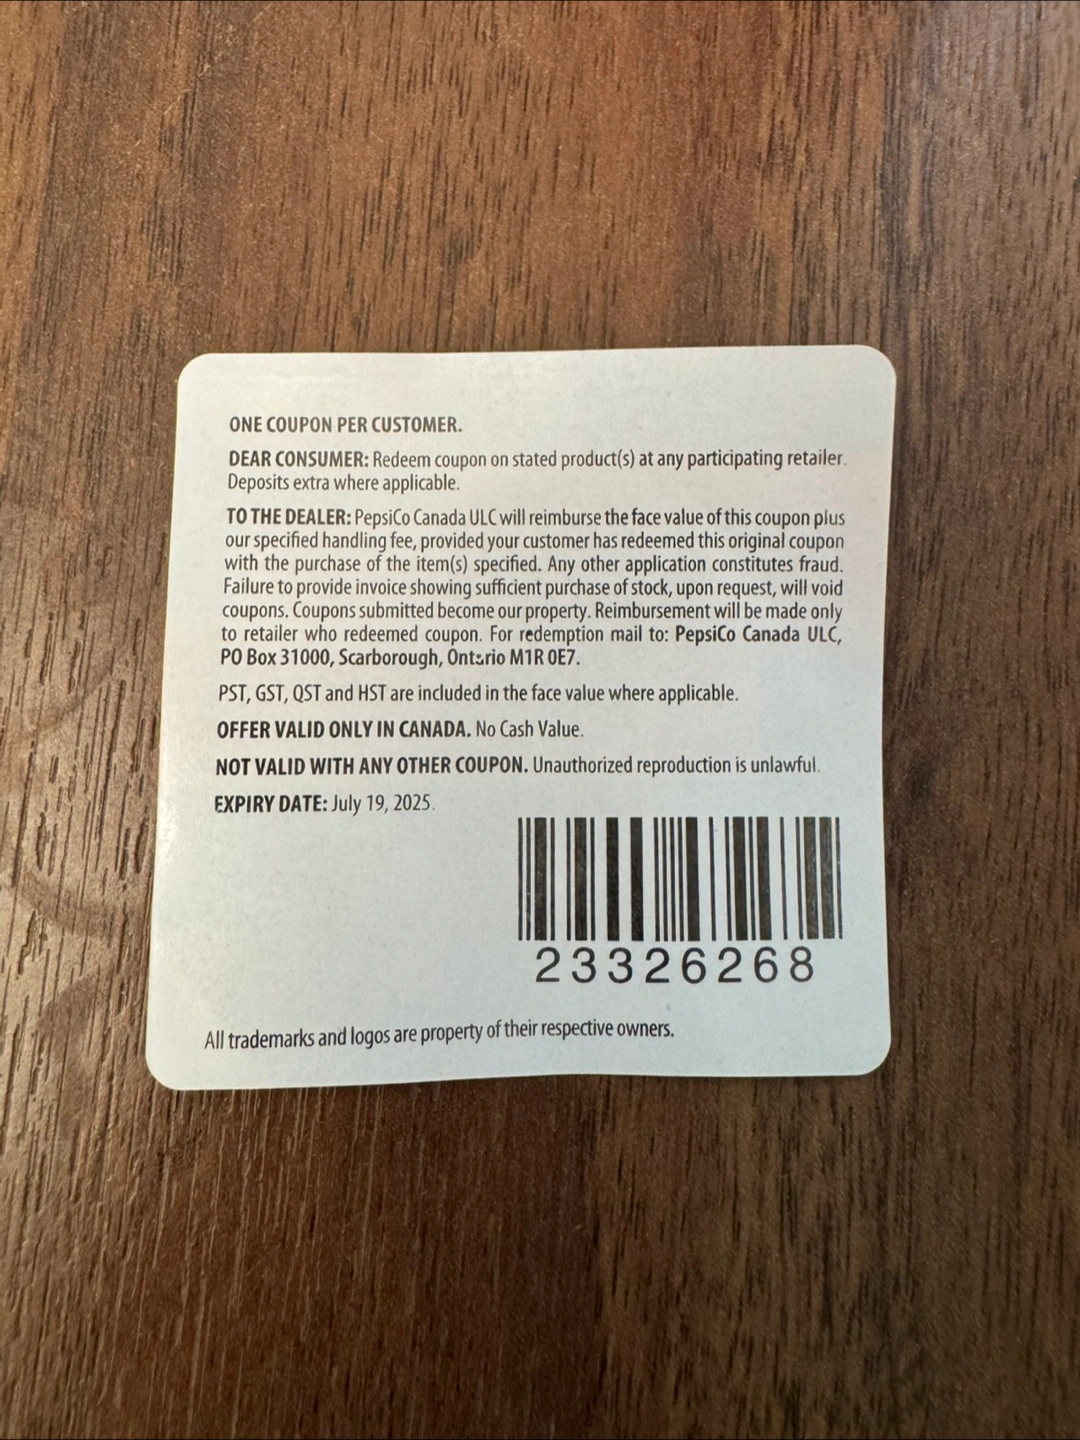 ONE COUPON PER CUSTOMER.
DEAR CONSUMER: Redeem coupon on stated product(s) at any participating retailer.
Deposits extra where applicable.
TO THE DEALER: PepsiCo Canada ULC will reimburse the face value of this coupon plus
our specified handling fee, provided your customer has redeemed this original coupon
with the purchase of the item(s) specified. Any other application constitutes fraud.
Failure to provide invoice showing sufficient purchase of stock, upon request, will void
coupons. Coupons submitted become our property. Reimbursement will be made only
to retailer who redeemed coupon. For redemption mail to: PepsiCo Canada ULC,
PO Box 31000, Scarborough, Ontario M1R 0E7.
PST, GST, QST and HST are included in the face value where applicable.
OFFER VALID ONLY IN CANADA. No Cash Value.
NOT VALID WITH ANY OTHER COUPON. Unauthorized reproduction is unlawful.
EXPIRY DATE: July 19, 2025.
23326268
All trademarks and logos are property of their respective owners.